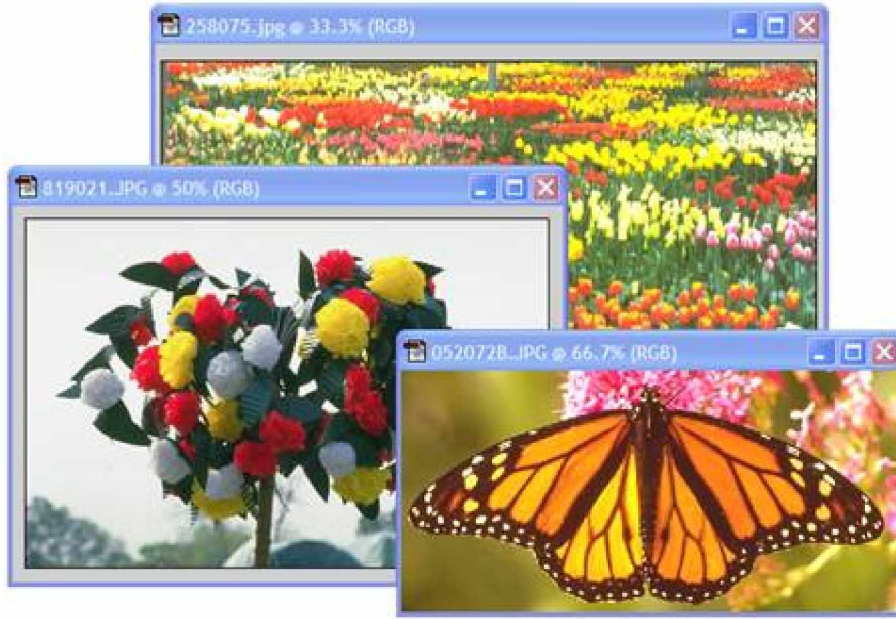 258075.jpg @ 33.3% (RGB)
819021.JPG @ 50% (RGB)
052072B.JPG @ 66.7% (RGB)